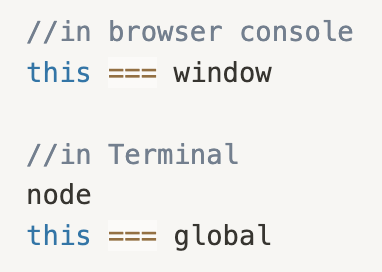 //in browser console
this === window
//in Terminal
node
this === global